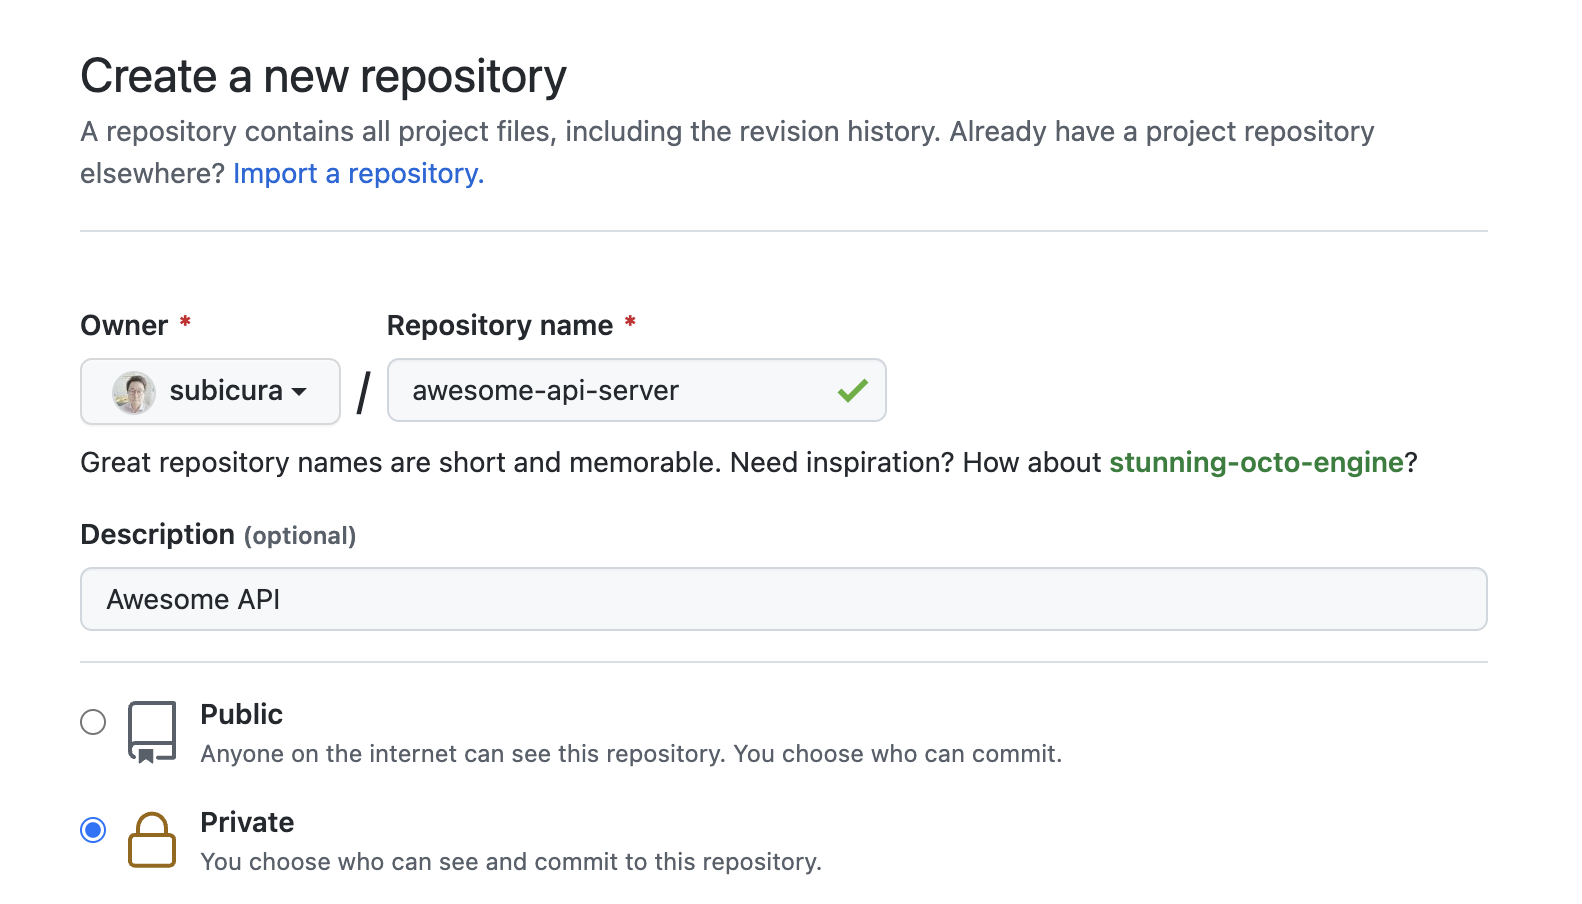 Create a new repository
A repository contains all project files, including the revision history. Already have a project repository
elsewhere? Import a repository.
Owner * Repository name *
subicura / awesome-api-server
Great repository names are short and memorable. Need inspiration? How about stunning-octo-engine?
Description (optional)
Awesome API
Public
Anyone on the internet can see this repository. You choose who can commit.
Private
You choose who can see and commit to this repository.